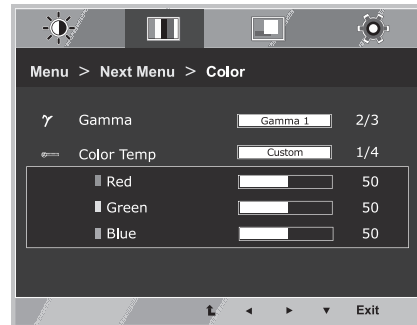 Menu > Next Menu > Color
γ Gamma Gamma 1 2/3
Color Temp Custom 1/4
Red 50
Green 50
Blue 50
Exit